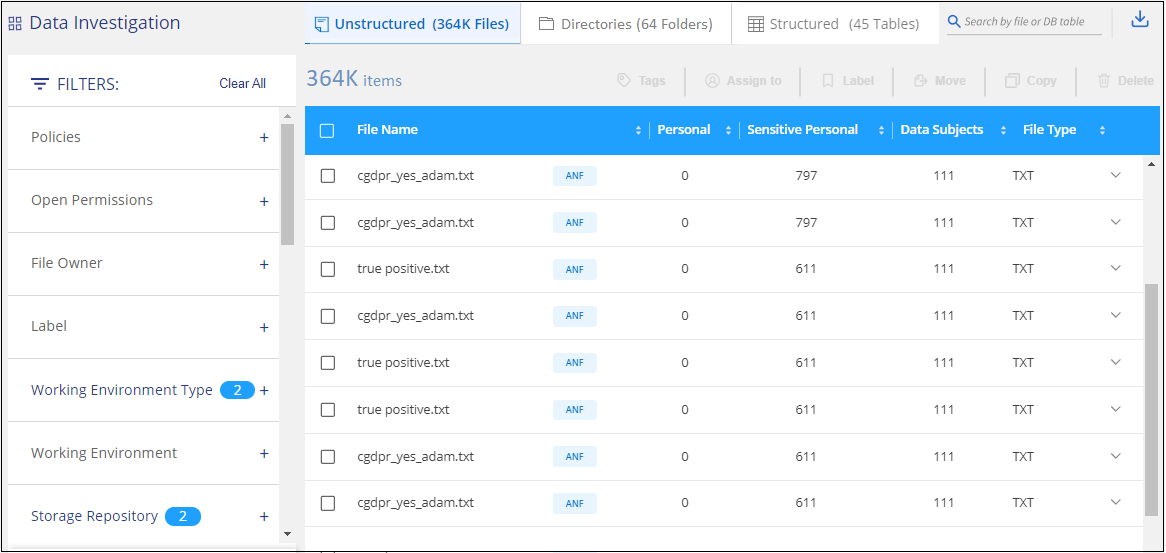 Data Investigation
Unstructured (364K Files)
Directories (64 Folders)
Structured (45 Tables)
Search by file or DB table
FILTERS:
Clear All
Policies +
Open Permissions +
File Owner +
Label +
Working Environment Type 2 +
Working Environment +
Storage Repository 2 +
364K items
Tags
Assign to
Label
Move
Copy
Delete
File Name Personal Sensitive Personal Data Subjects File Type
cgdpr_yes_adam.txt ANF 0 797 111 TXT
cgdpr_yes_adam.txt ANF 0 797 111 TXT
true positive.txt ANF 0 611 111 TXT
cgdpr_yes_adam.txt ANF 0 611 111 TXT
true positive.txt ANF 0 611 111 TXT
true positive.txt ANF 0 611 111 TXT
cgdpr_yes_adam.txt ANF 0 611 111 TXT
cgdpr_yes_adam.txt ANF 0 611 111 TXT